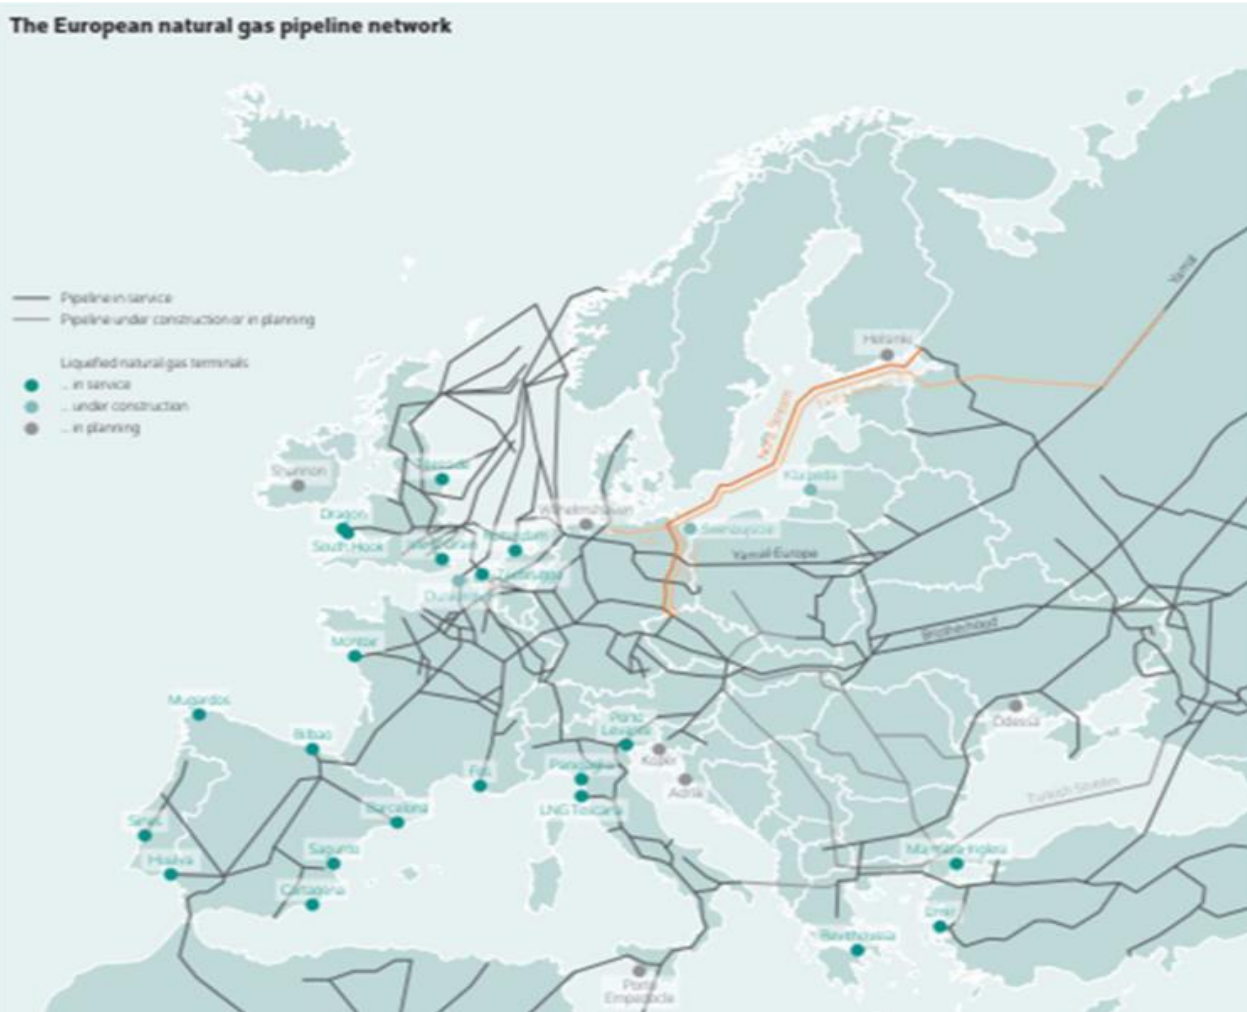 The European natural gas pipeline network
Pipeline in service
Pipeline under construction or in planning
Liquefied natural gas terminals
... in service
... under construction
... in planning
Yamal
Helsinki
Nord Stream
Shannon
Klaipeda
Dragon
South Hook
Wilhelmshaven
Swinoujscie
Rotterdam
Yamal-Europe
Zeebrugge
Brotherhood
Montoir
Mugardos
Bilbao
Porto
Levante
Koper
Odessa
Fos
Adria
LNG Toscana
Turkish Stream
Barcelona
Sines
Sagunto
Huelva
Cartagena
Izmir
Revithoussa
Porto
Empedocle